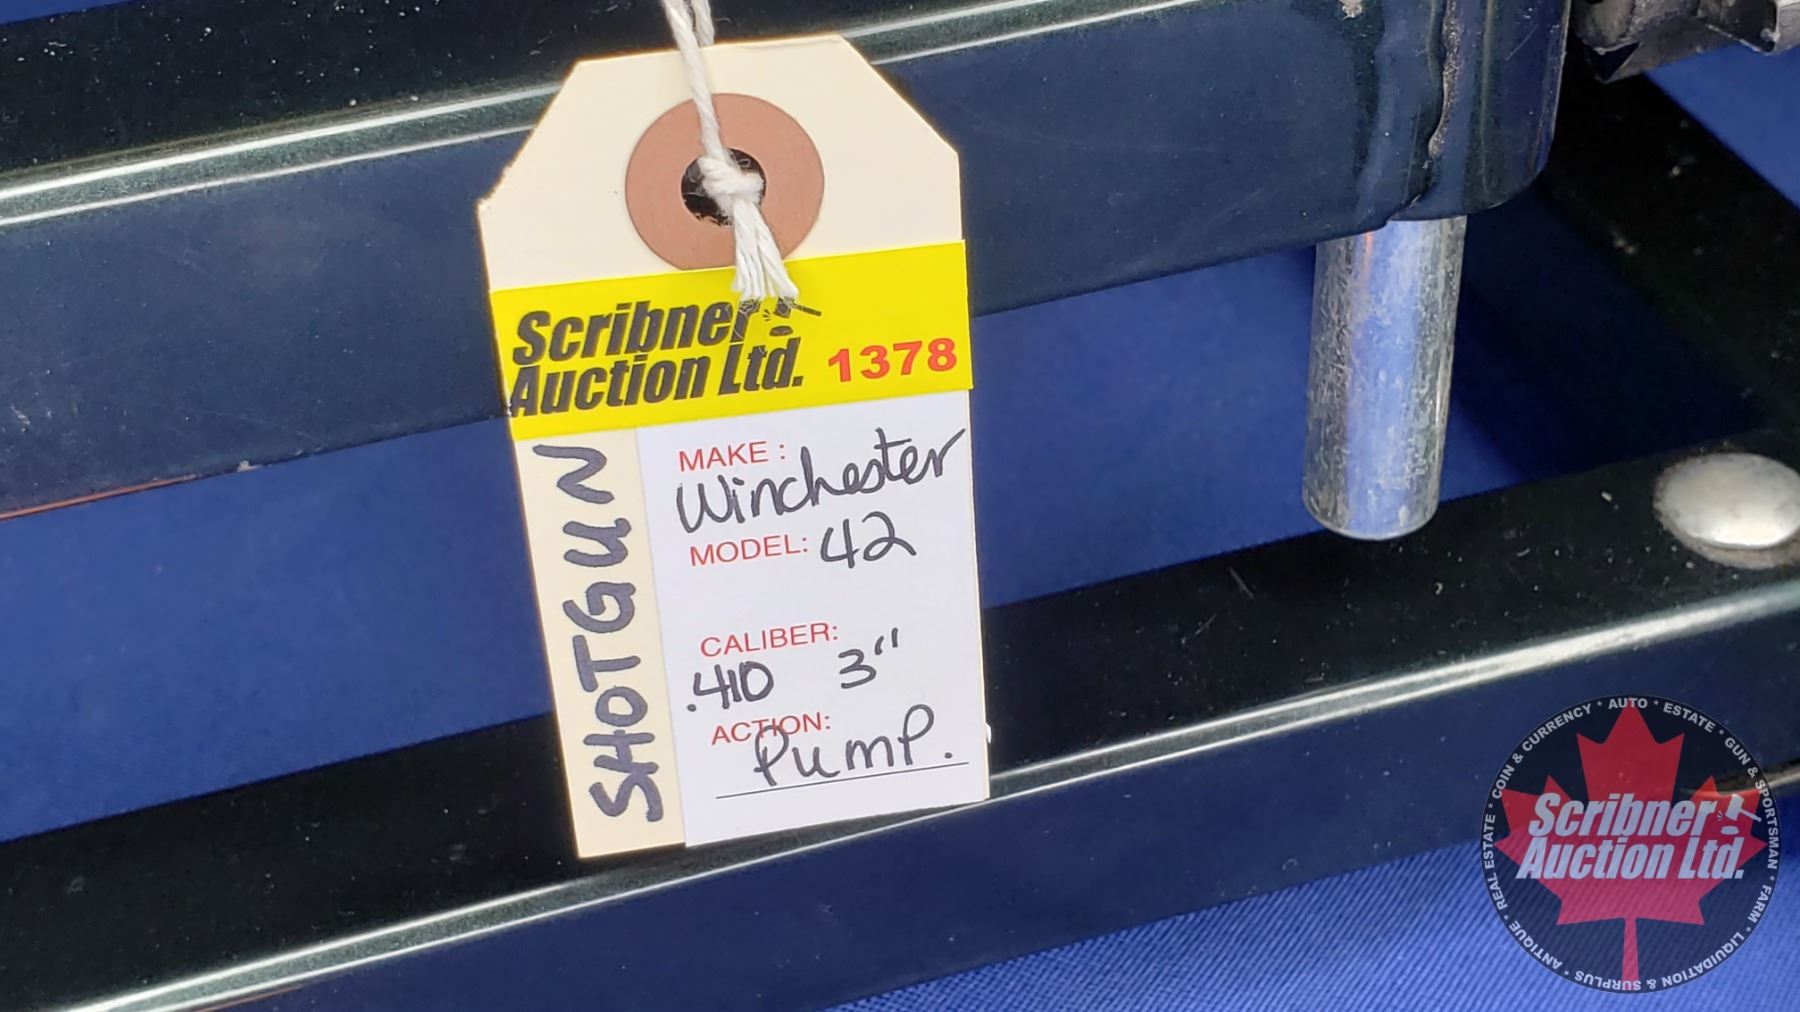 Scribner
Auction Ltd. 1378
SHOTGUN
MAKE :
Winchester
MODEL: 42
CALIBER:
.410 3"
ACTION:
Pump.
COIN & CURRENCY * AUTO * ESTATE * GUN & SPORTSMAN * FARM * LIQUIDATION & SURPLUS * ANTIQUE * REAL ESTATE *
Scribner
Auction Ltd.